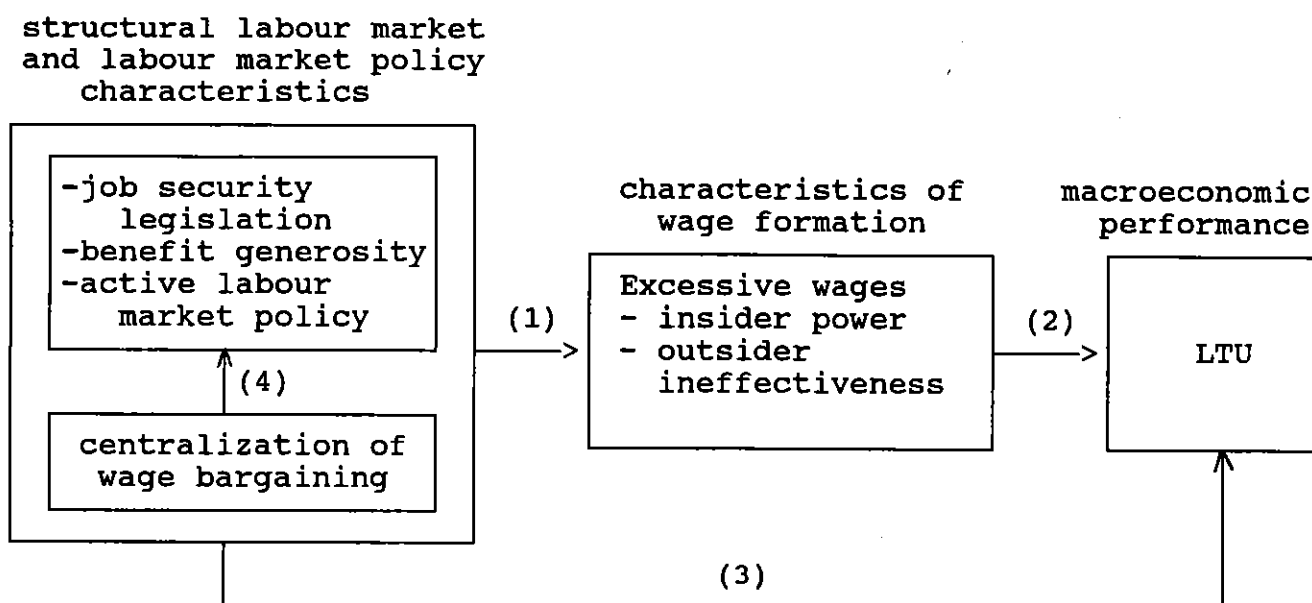 structural labour market
and labour market policy
characteristics
-job security
legislation
-benefit generosity
-active labour
market policy
(4)
centralization of
wage bargaining
(1)
characteristics of
wage formation
Excessive wages
- insider power
- outsider
ineffectiveness
(2)
macroeconomic
performance
LTU
(3)